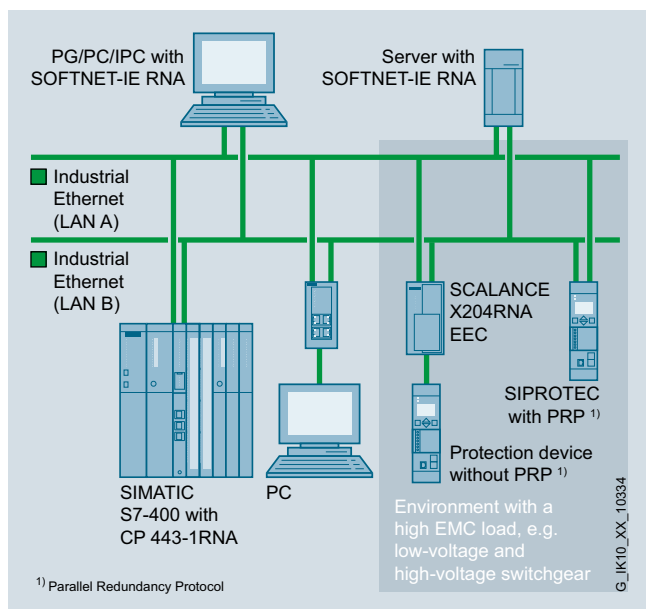 PG/PC/IPC with
SOFTNET-IE RNA
Server with
SOFTNET-IE RNA
Industrial
Ethernet
(LAN A)
Industrial
Ethernet
(LAN B)
SCALANCE
X204RNA
EEC
SIPROTEC
with PRP 1)
Protection device
without PRP 1)
SIMATIC
S7-400 with
CP 443-1RNA
PC
Environment with a
high EMC load, e.g.
low-voltage and
high-voltage switchgear
1) Parallel Redundancy Protocol
G_IK10_XX_10334